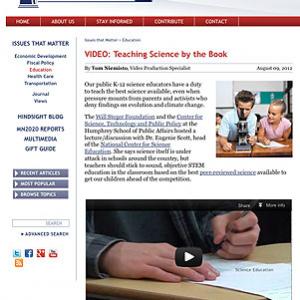 HOME
ABOUT US
STAY INFORMED
CONTRIBUTE
CONTACT
ISSUES THAT MATTER
Economic Development
Fiscal Policy
Education
Health Care
Transportation
Journal
Views
HINDSIGHT BLOG
MN2020 REPORTS
MULTIMEDIA
GIFT GUIDE
RECENT ARTICLES
MOST POPULAR
BROWSE TOPICS
SEARCH
ADVANCED SEARCH
Issues that Matter > Education
VIDEO: Teaching Science by the Book
By Tom Niemisto, Video Production Specialist
August 09, 2012
Our public K-12 science educators have a duty
to teach the best science available, even when
pressure mounts from parents and activists who
deny findings on evolution and climate change.
The Will Steger Foundation and the Center for
Science, Technology and Public Policy at the
Humphrey School of Public Affairs hosted a
lecture/discussion with Dr. Eugenie Scott, head
of the National Center for Science
Education. She says science itself is under
attack in schools around the country, but
teachers should stick to sound, objective STEM
education in the classroom based on the best peer-reviewed science available to
get our children ahead of the competition.
Share
More info
Science Education